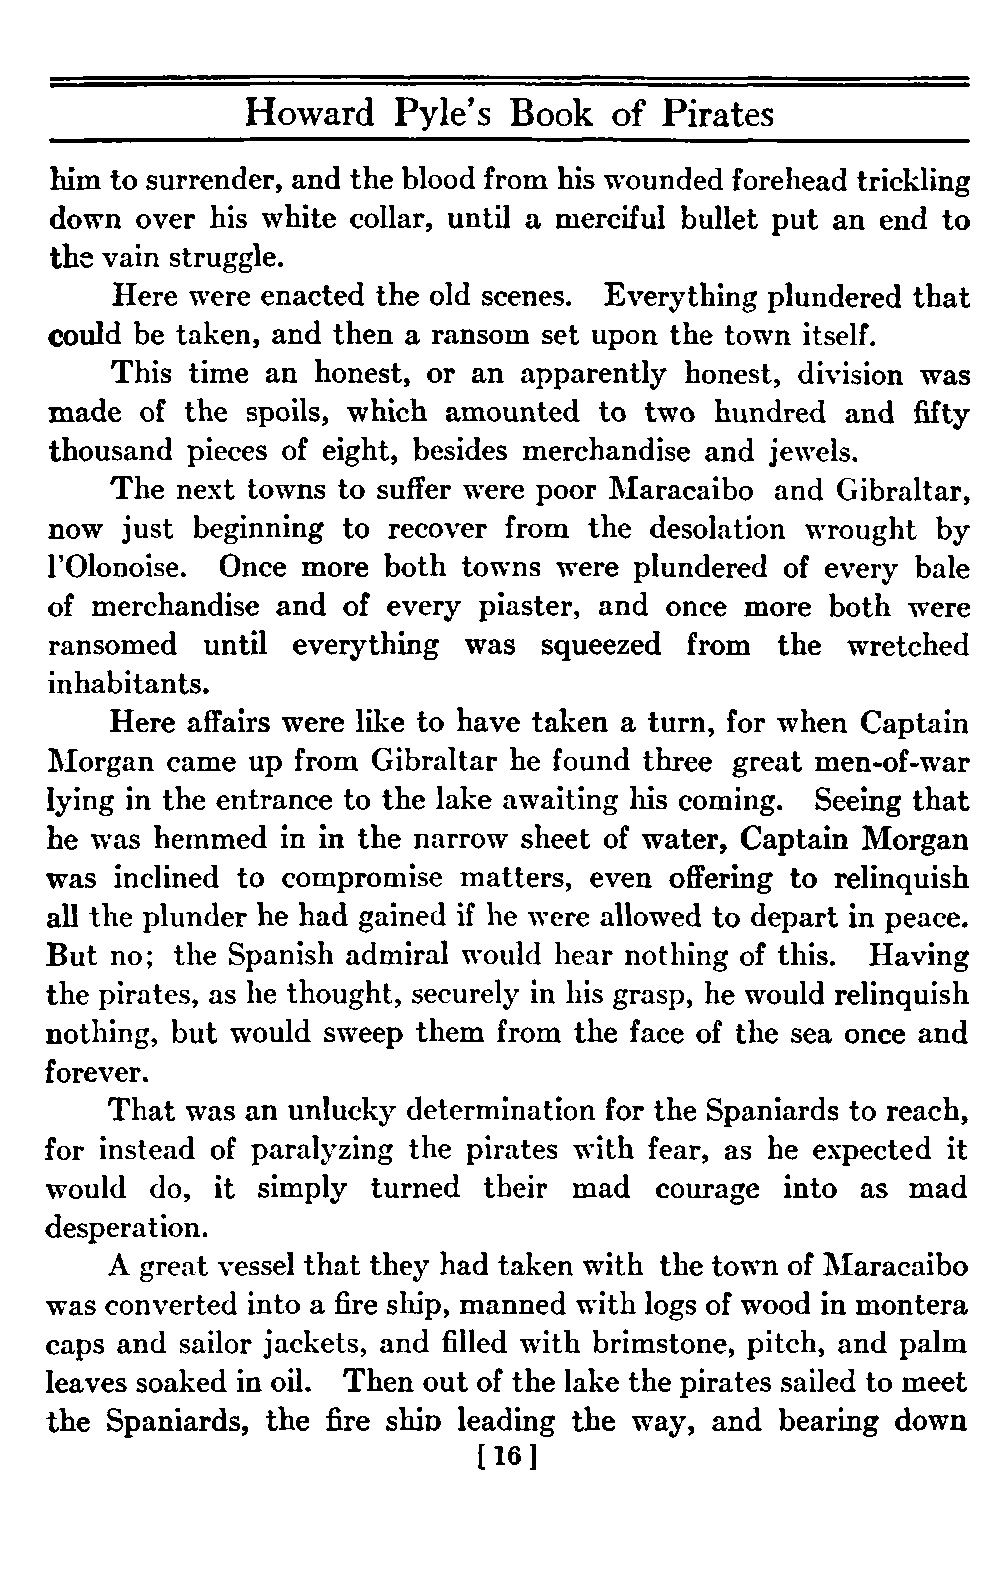 Howard Pyle's Book of Pirates
him to surrender, and the blood from his wounded forehead trickling
down over his white collar, until a merciful bullet put an end to
the vain struggle.
Here were enacted the old scenes. Everything plundered that
could be taken, and then a ransom set upon the town itself.
This time an honest, or an apparently honest, division was
made of the spoils, which amounted to two hundred and fifty
thousand pieces of eight, besides merchandise and jewels.
The next towns to suffer were poor Maracaibo and Gibraltar,
now just beginning to recover from the desolation wrought by
l'Olonoise. Once more both towns were plundered of every bale
of merchandise and of every piaster, and once more both were
ransomed until everything was squeezed from the wretched
inhabitants.
Here affairs were like to have taken a turn, for when Captain
Morgan came up from Gibraltar he found three great men-of-war
lying in the entrance to the lake awaiting his coming. Seeing that
he was hemmed in in the narrow sheet of water, Captain Morgan
was inclined to compromise matters, even offering to relinquish
all the plunder he had gained if he were allowed to depart in peace.
But no; the Spanish admiral would hear nothing of this. Having
the pirates, as he thought, securely in his grasp, he would relinquish
nothing, but would sweep them from the face of the sea once and
forever.
That was an unlucky determination for the Spaniards to reach,
for instead of paralyzing the pirates with fear, as he expected it
would do, it simply turned their mad courage into as mad
desperation.
A great vessel that they had taken with the town of Maracaibo
was converted into a fire ship, manned with logs of wood in montera
caps and sailor jackets, and filled with brimstone, pitch, and palm
leaves soaked in oil. Then out of the lake the pirates sailed to meet
the Spaniards, the fire ship leading the way, and bearing down
[ 16 ]